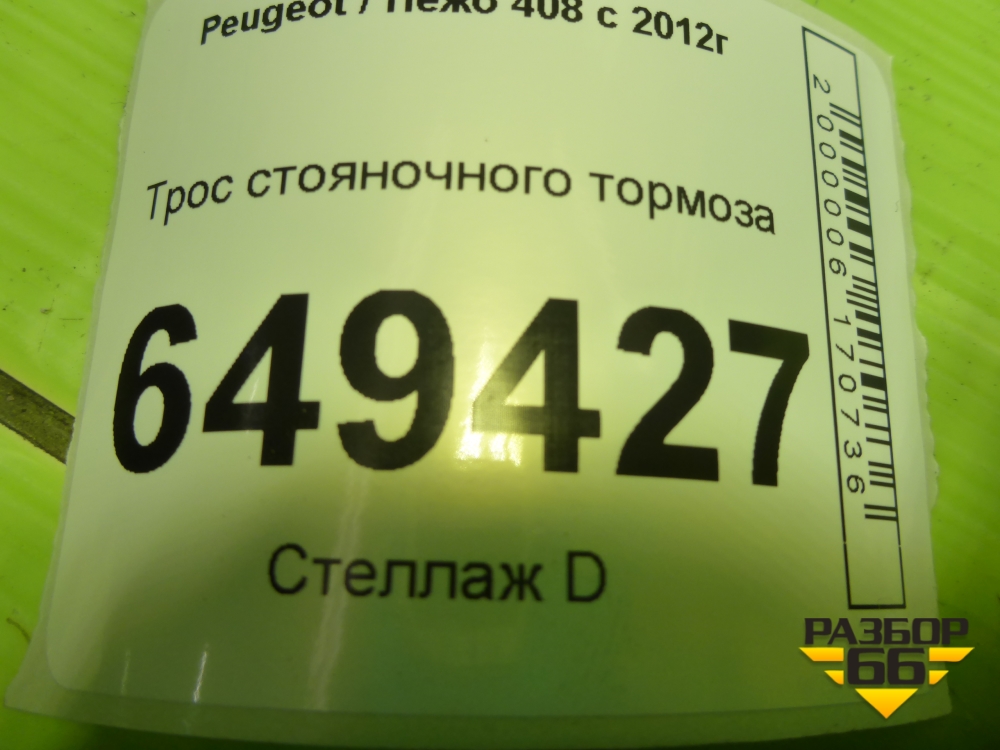 Peugeot / Пежо 408 с 2012г
Трос стояночного тормоза
649427
Стеллаж D
2000006170736
РАЗБОР
66